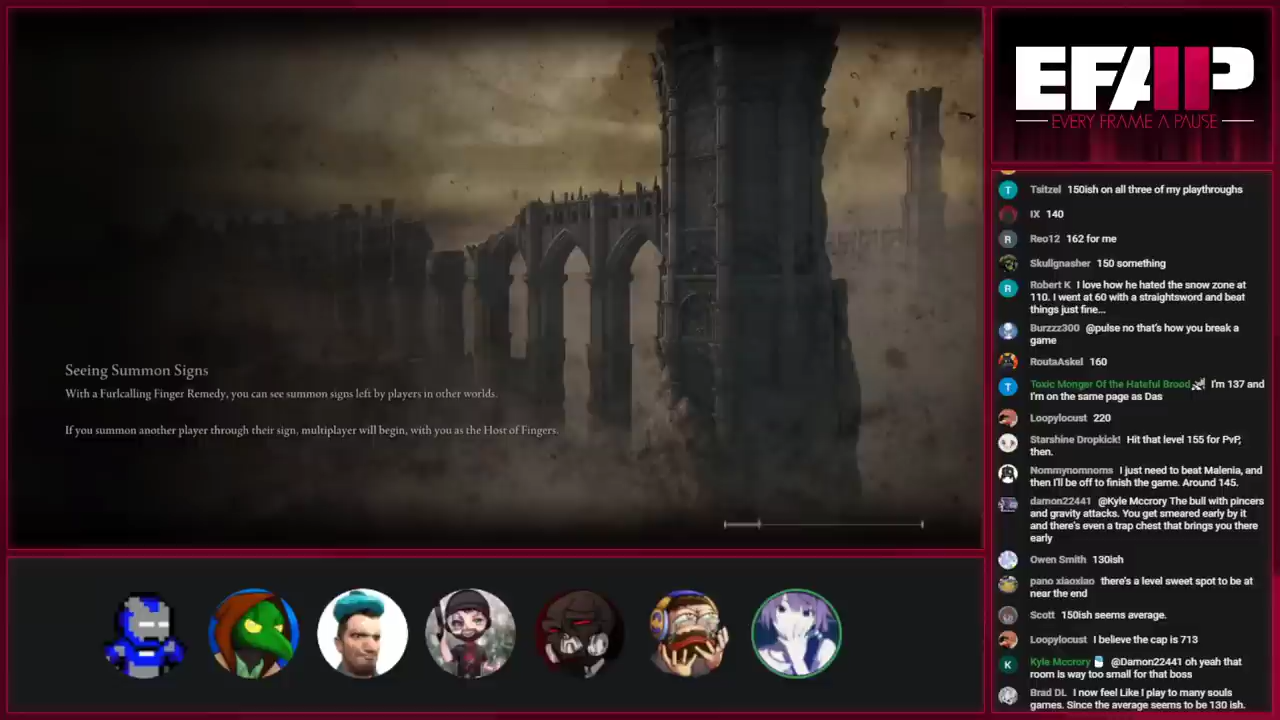 Seeing Summon Signs
With a Furlcalling Finger Remedy, you can see summon signs left by players in other worlds.
If you summon another player through their sign, multiplayer will begin, with you as the Host of Fingers.
EFAP
EVERY FRAME A PAUSE
T Tsitzel 150ish on all three of my playthroughs
IX 140
R Reo12 162 for me
Skullgnasher 150 something
R Robert K I love how he hated the snow zone at
110. I went at 60 with a straightsword and beat
things just fine...
Burzzz300 @pulse no that's how you break a
game
RoutaAskel 160
T Toxic Monger Of the Hateful Brood I'm 137 and
I'm on the same page as Das
Loopylocust 220
Starshine Dropkick! Hit that level 155 for PvP,
then.
Nommynomnoms I just need to beat Malenia, and
then I'll be off to finish the game. Around 145.
damon22441 @Kyle Mccrory The bull with pincers
and gravity attacks. You get smeared early by it
and there's even a trap chest that brings you there
early
Owen Smith 130ish
pano xiaoxiao there's a level sweet spot to be at
near the end
Scott 150ish seems average.
Loopylocust I believe the cap is 713
K Kyle Mccrory @Damon22441 oh yeah that
room Is way too small for that boss
Brad DL I now feel Like I play to many souls
games. Since the average seems to be 130 ish.